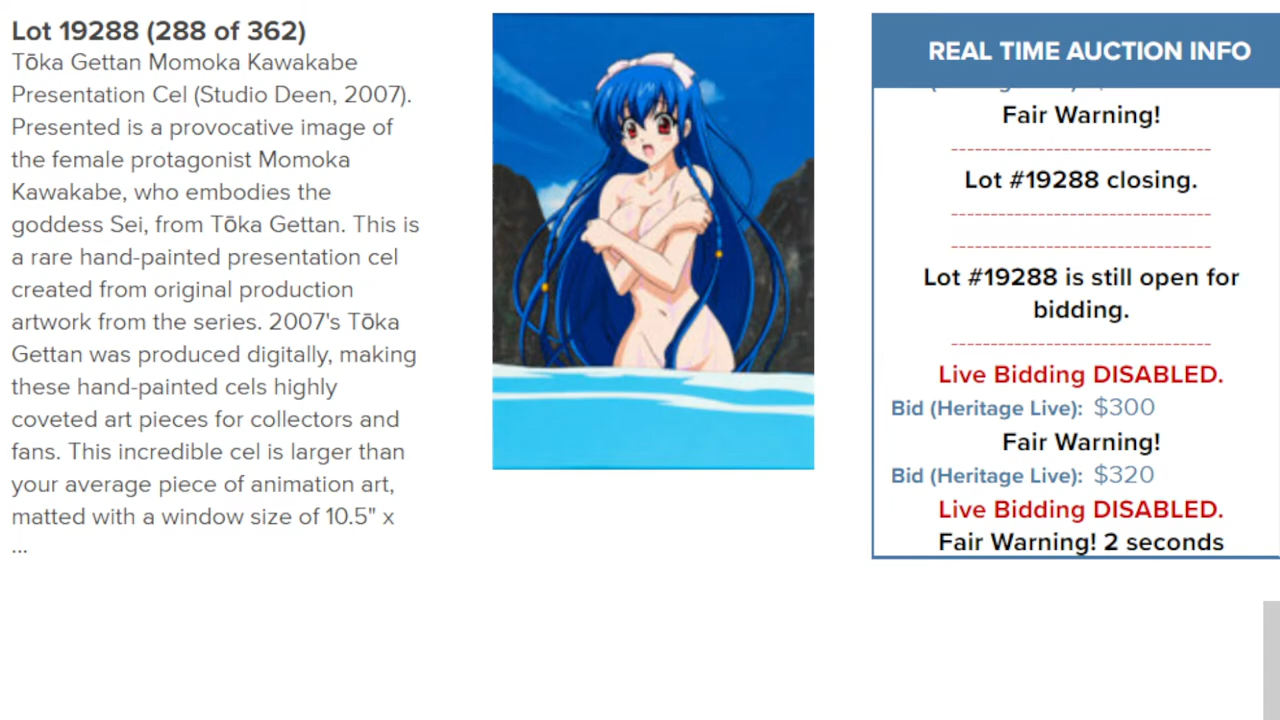 Lot 19288 (288 of 362)
Tōka Gettan Momoka Kawakabe
Presentation Cel (Studio Deen, 2007).
Presented is a provocative image of
the female protagonist Momoka
Kawakabe, who embodies the
goddess Sei, from Tōka Gettan. This is
a rare hand-painted presentation cel
created from original production
artwork from the series. 2007's Tōka
Gettan was produced digitally, making
these hand-painted cels highly
coveted art pieces for collectors and
fans. This incredible cel is larger than
your average piece of animation art,
matted with a window size of 10.5" x
...
REAL TIME AUCTION INFO
Fair Warning!
Lot #19288 closing.
Lot #19288 is still open for
bidding.
Live Bidding DISABLED.
Bid (Heritage Live): $300
Fair Warning!
Bid (Heritage Live): $320
Live Bidding DISABLED.
Fair Warning! 2 seconds